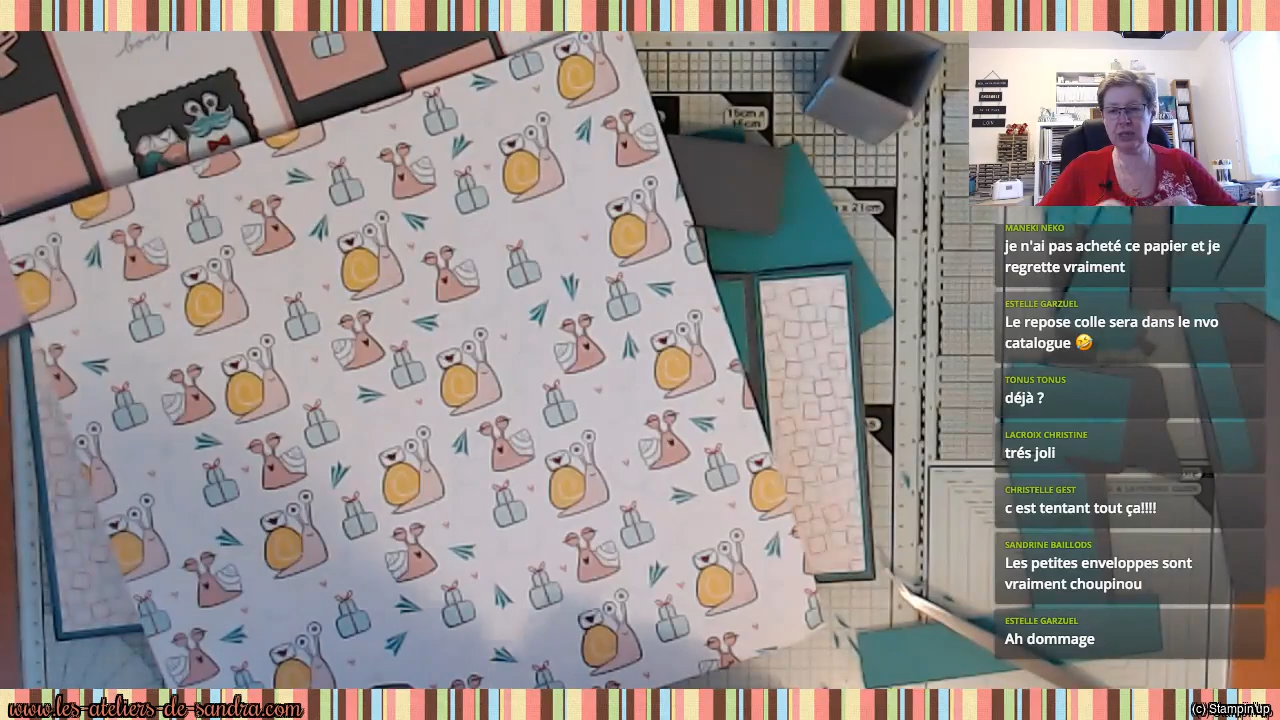 MANEKI NEKO
je n'ai pas acheté ce papier et je
regrette vraiment
ESTELLE GARZUEL
Le repose colle sera dans le nvo
catalogue 🤣
TONUS TONUS
déjà ?
LACROIX CHRISTINE
trés joli
CHRISTELLE GEST
c est tentant tout ça!!!!
SANDRINE BAILLODS
Les petites enveloppes sont
vraiment choupinou
ESTELLE GARZUEL
Ah dommage
www.les-ateliers-de-sandra.com
(c) Stampin'up